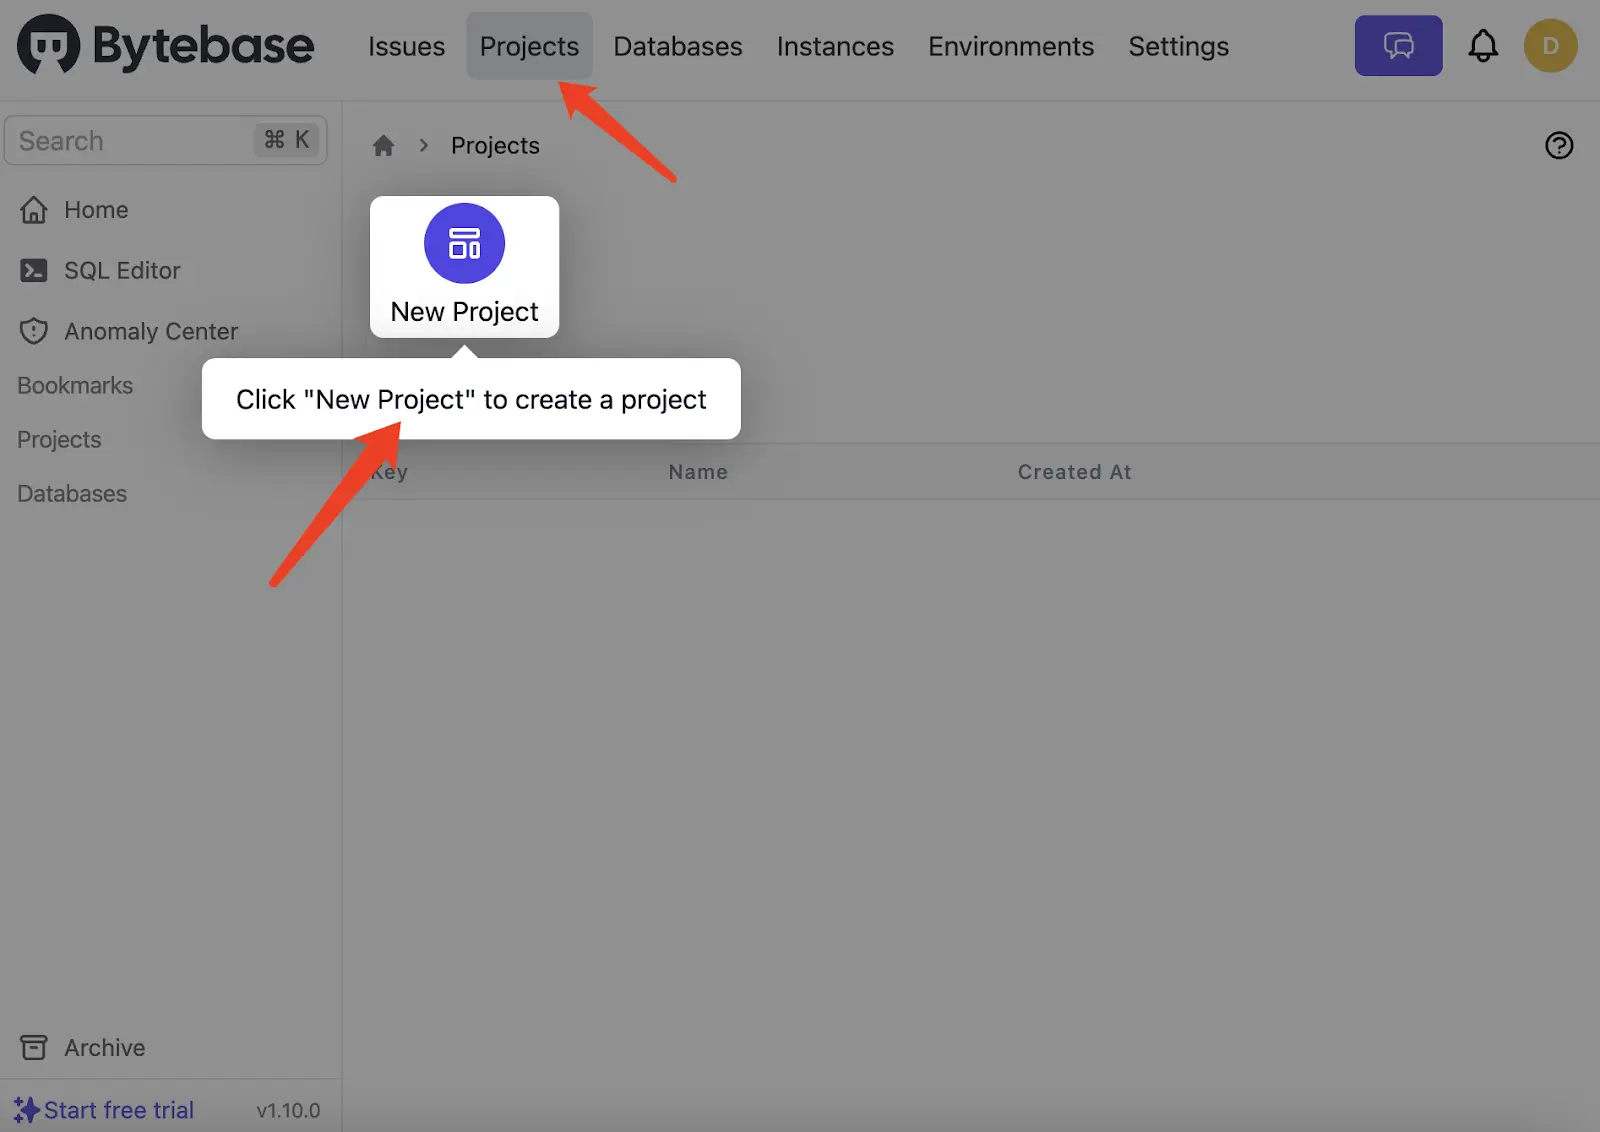 Bytebase
Issues Projects Databases Instances Environments Settings
D
Search ⌘ K
Projects
Home
SQL Editor
Anomaly Center
Bookmarks
Projects
Databases
New Project
Click "New Project" to create a project
Key Name Created At
Archive
Start free trial v1.10.0